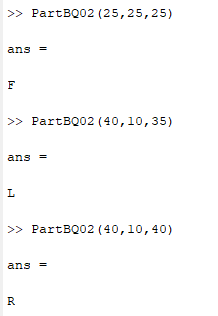 >> PartBQ02(25,25,25)
ans =
F
>> PartBQ02(40,10,35)
ans =
L
>> PartBQ02(40,10,40)
ans =
R